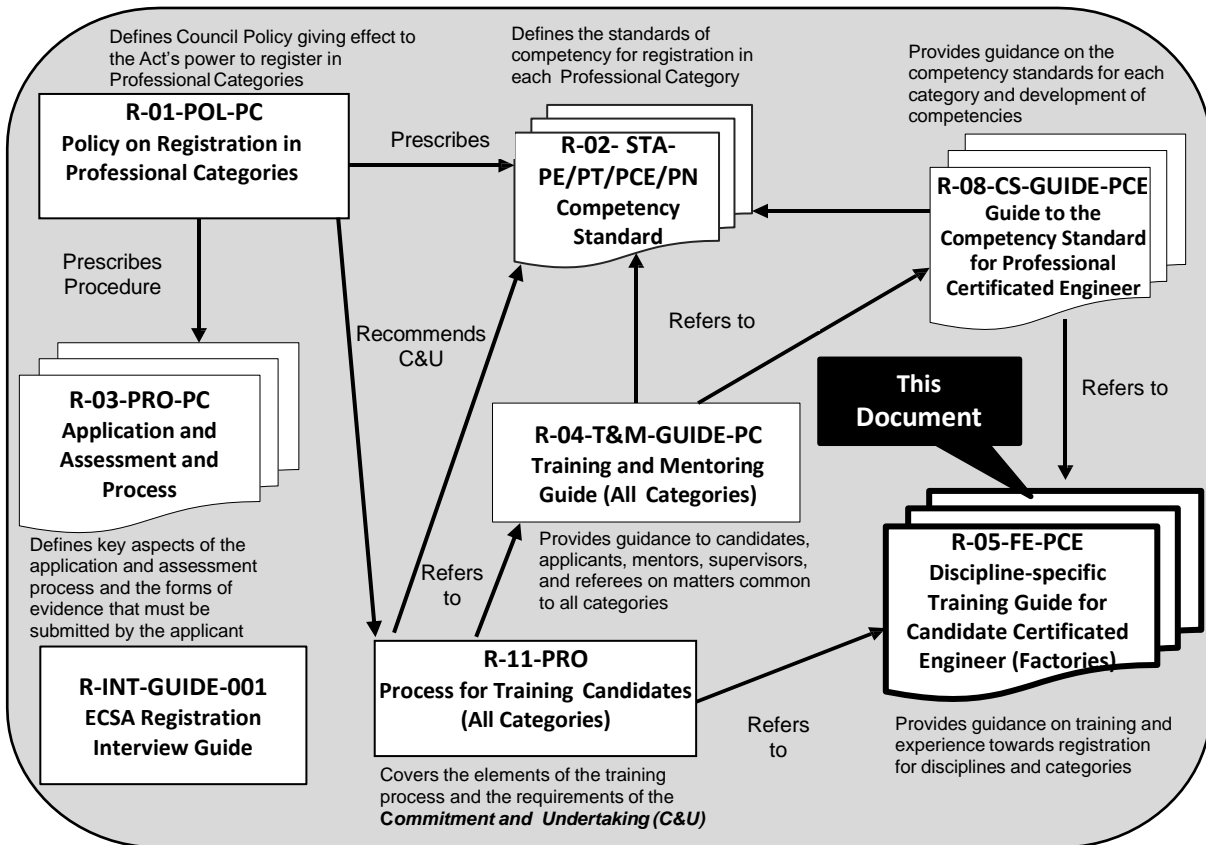 Defines Council Policy giving effect to
the Act's power to register in
Professional Categories
R-01-POL-PC
Policy on Registration in
Professional Categories
Prescribes
Defines the standards of
competency for registration in
each Professional Category
R-02- STA-
PE/PT/PCE/PN
Competency
Standard
Provides guidance on the
competency standards for each
category and development of
competencies
R-08-CS-GUIDE-PCE
Guide to the
Competency Standard
for Professional
Certificated Engineer
Prescribes
Procedure
Recommends
C&U
Refers to
Refers to
This
Document
R-03-PRO-PC
Application and
Assessment and
Process
Defines key aspects of the
application and assessment
process and the forms of
evidence that must be
submitted by the applicant
R-04-T&M-GUIDE-PC
Training and Mentoring
Guide (All Categories)
Provides guidance to candidates,
applicants, mentors, supervisors,
and referees on matters common
to all categories
Refers
to
R-05-FE-PCE
Discipline-specific
Training Guide for
Candidate Certificated
Engineer (Factories)
Provides guidance on training and
experience towards registration
for disciplines and categories
R-INT-GUIDE-001
ECSA Registration
Interview Guide
R-11-PRO
Process for Training Candidates
(All Categories)
Refers
to
Covers the elements of the training
process and the requirements of the
Commitment and Undertaking (C&U)